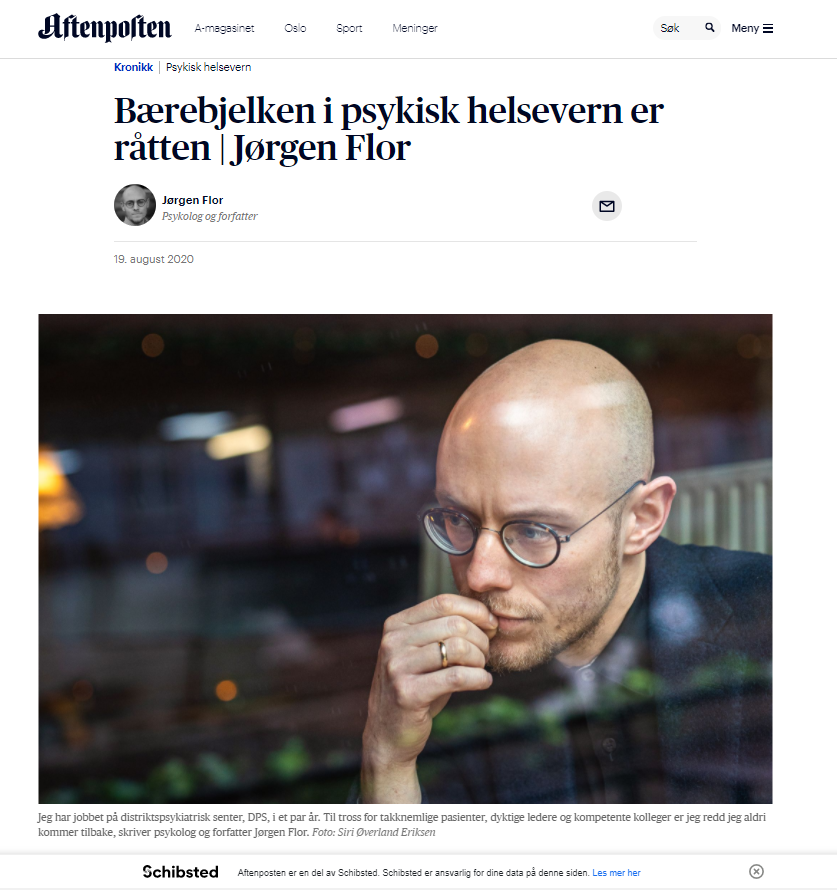 Aftenposten A-magasinet Oslo Sport Meninger Søk Meny
Kronikk | Psykisk helsevern
Bærebjelken i psykisk helsevern er
råtten | Jørgen Flor
Jørgen Flor
Psykolog og forfatter
19. august 2020
Jeg har jobbet på distriktspsykiatrisk senter, DPS, i et par år. Til tross for takknemlige pasienter, dyktige ledere og kompetente kolleger er jeg redd jeg aldri
kommer tilbake, skriver psykolog og forfatter Jørgen Flor. Foto: Siri Øverland Eriksen
Schibsted Aftenposten er en del av Schibsted. Schibsted er ansvarlig for dine data på denne siden. Les mer her